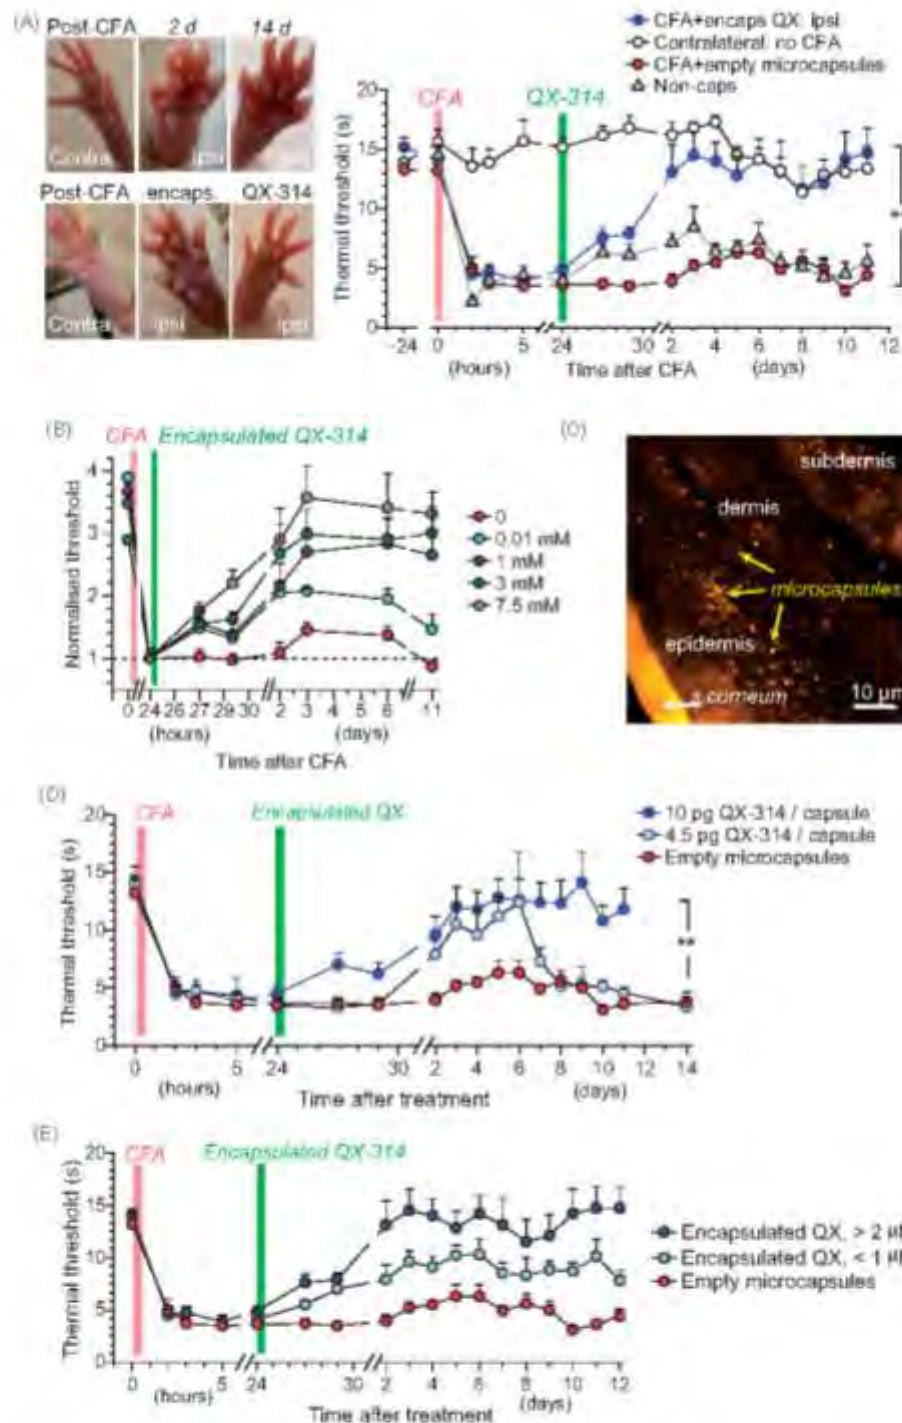 (A)
Post-CFA 2 d 14 d
Contra ipsi ipsi
Post-CFA encaps. QX-314
Contra ipsi ipsi
CFA+encaps QX: ipsi
Contralateral: no CFA
CFA+empty microcapsules
Non-caps
CFA QX-314
Thermal threshold (s)
20
15
10
5
0
*
-24 0 5 24 30 2 4 6 8 10 12
(hours) Time after CFA (days)
(B)
CFA Encapsulated QX-314
Normalised threshold
4
3
2
1
0
0.01 mM
1 mM
3 mM
7.5 mM
0 24 26 27 29 30 2 3 6 11
(hours) (days)
Time after CFA
subdermis
dermis
microcapsules
epidermis
s.corneum
10 µm
(D)
CFA Encapsulated QX
10 pg QX-314 / capsule
4.5 pg QX-314 / capsule
Empty microcapsules
Thermal thrashold (s)
20
15
10
5
0
**
0 5 24 30 2 4 6 8 10 12 14
(hours) Time after treatment (days)
(E)
CFA Encapsulated QX-314
Thermal threshold (s)
20
15
10
5
0
Encapsulated QX, > 2 µ
Encapsulated QX, < 1 µ
Empty microcapsules
0 24 30 2 4 6 8 10 12
(hours) (days)
Time after treatment